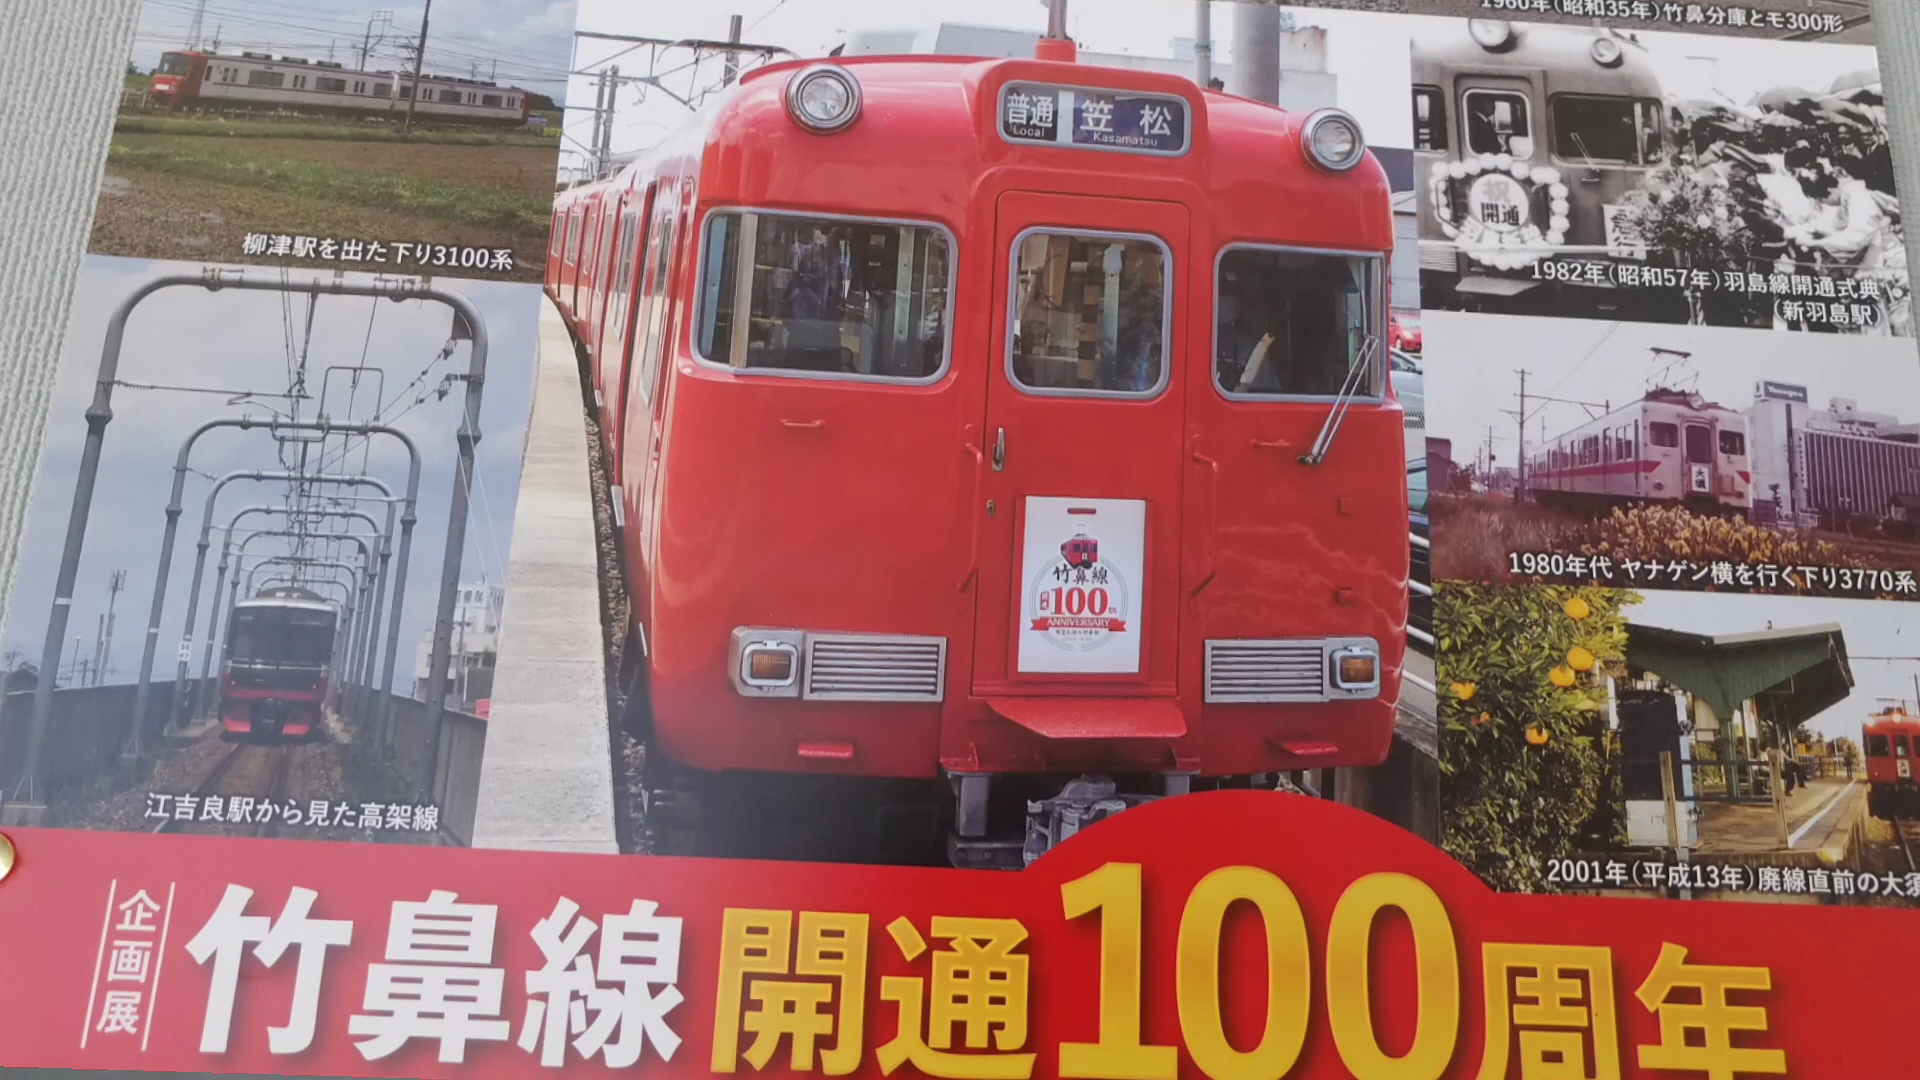 1960年(昭和35年)竹鼻分庫とモ300形
普通 笠松
Local Kasamatsu
祝
開通
急行
柳津駅を出た下り3100系
1982年(昭和57年)羽島線開通式典
(新羽島駅)
大須
1980年代 ヤナゲン横を行く下り3770系
竹鼻線
100th
ANNIVERSARY
江吉良駅から見た高架線
2001年(平成13年)廃線直前の大須
企画展
竹鼻線 開通100周年